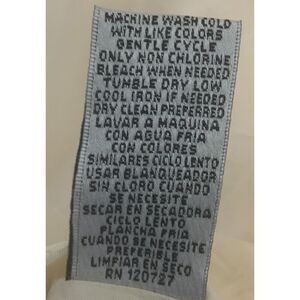 MACHINE WASH COLD
WITH LIKE COLORS
GENTLE CYCLE
ONLY NON CHLORINE
BLEACH WHEN NEEDED
TUMBLE DRY LOW
COOL IRON IF NEEDED
DRY CLEAN PREFERRED
LAVAR A MAQUINA
CON AGUA FRIA
CON COLORES
SIMILARES CICLO LENTO
USAR BLANQUEADOR
SIN CLORO CUANDO
SE NECESITE
SECAR EN SECADORA
CICLO LENTO
PLANCHA FRIA
CUANDO SE NECESITE
PREFERIBLE
LIMPIAR EN SECO
RN 120727